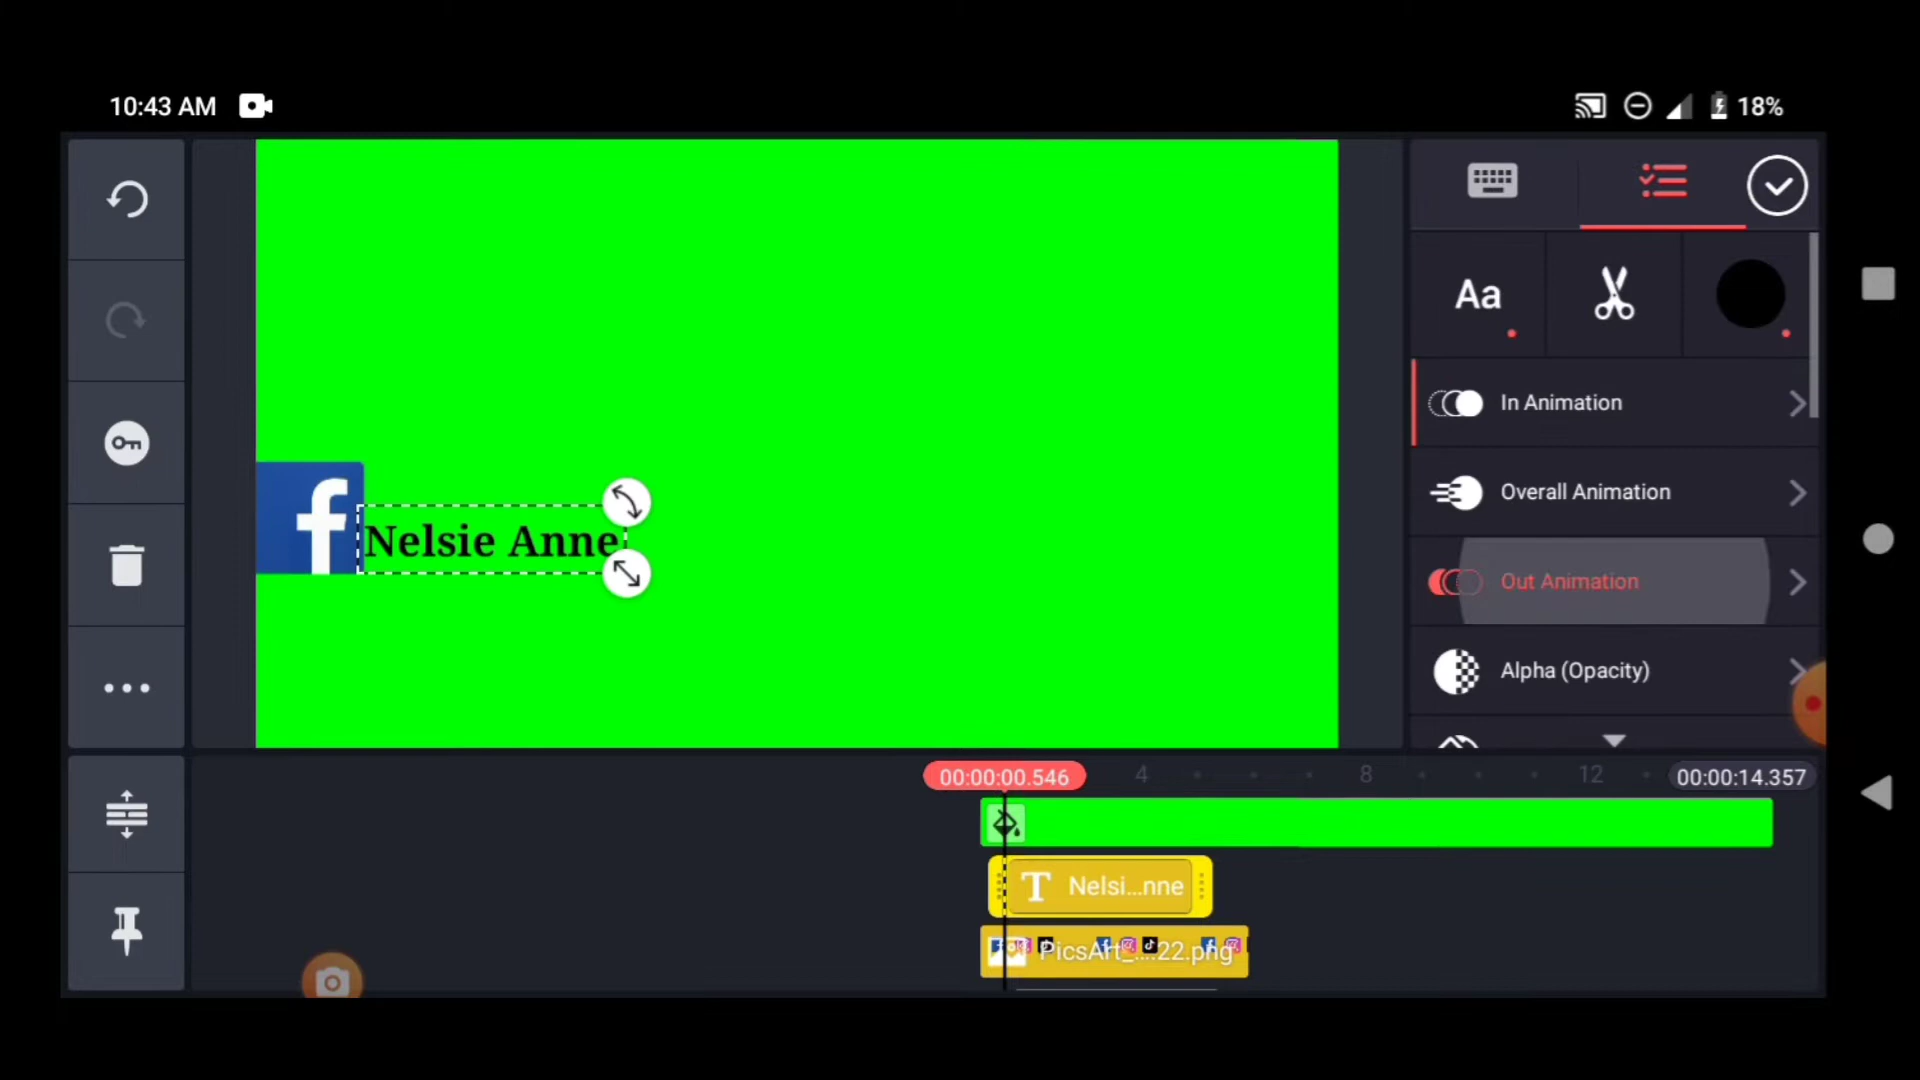 10:43 AM
18%
Aa
In Animation
Overall Animation
Out Animation
Alpha (Opacity)
f
Nelsie Anne
00:00:00.546
4
8
12
00:00:14.357
T Nelsi...nne
PicsArt_...22.png